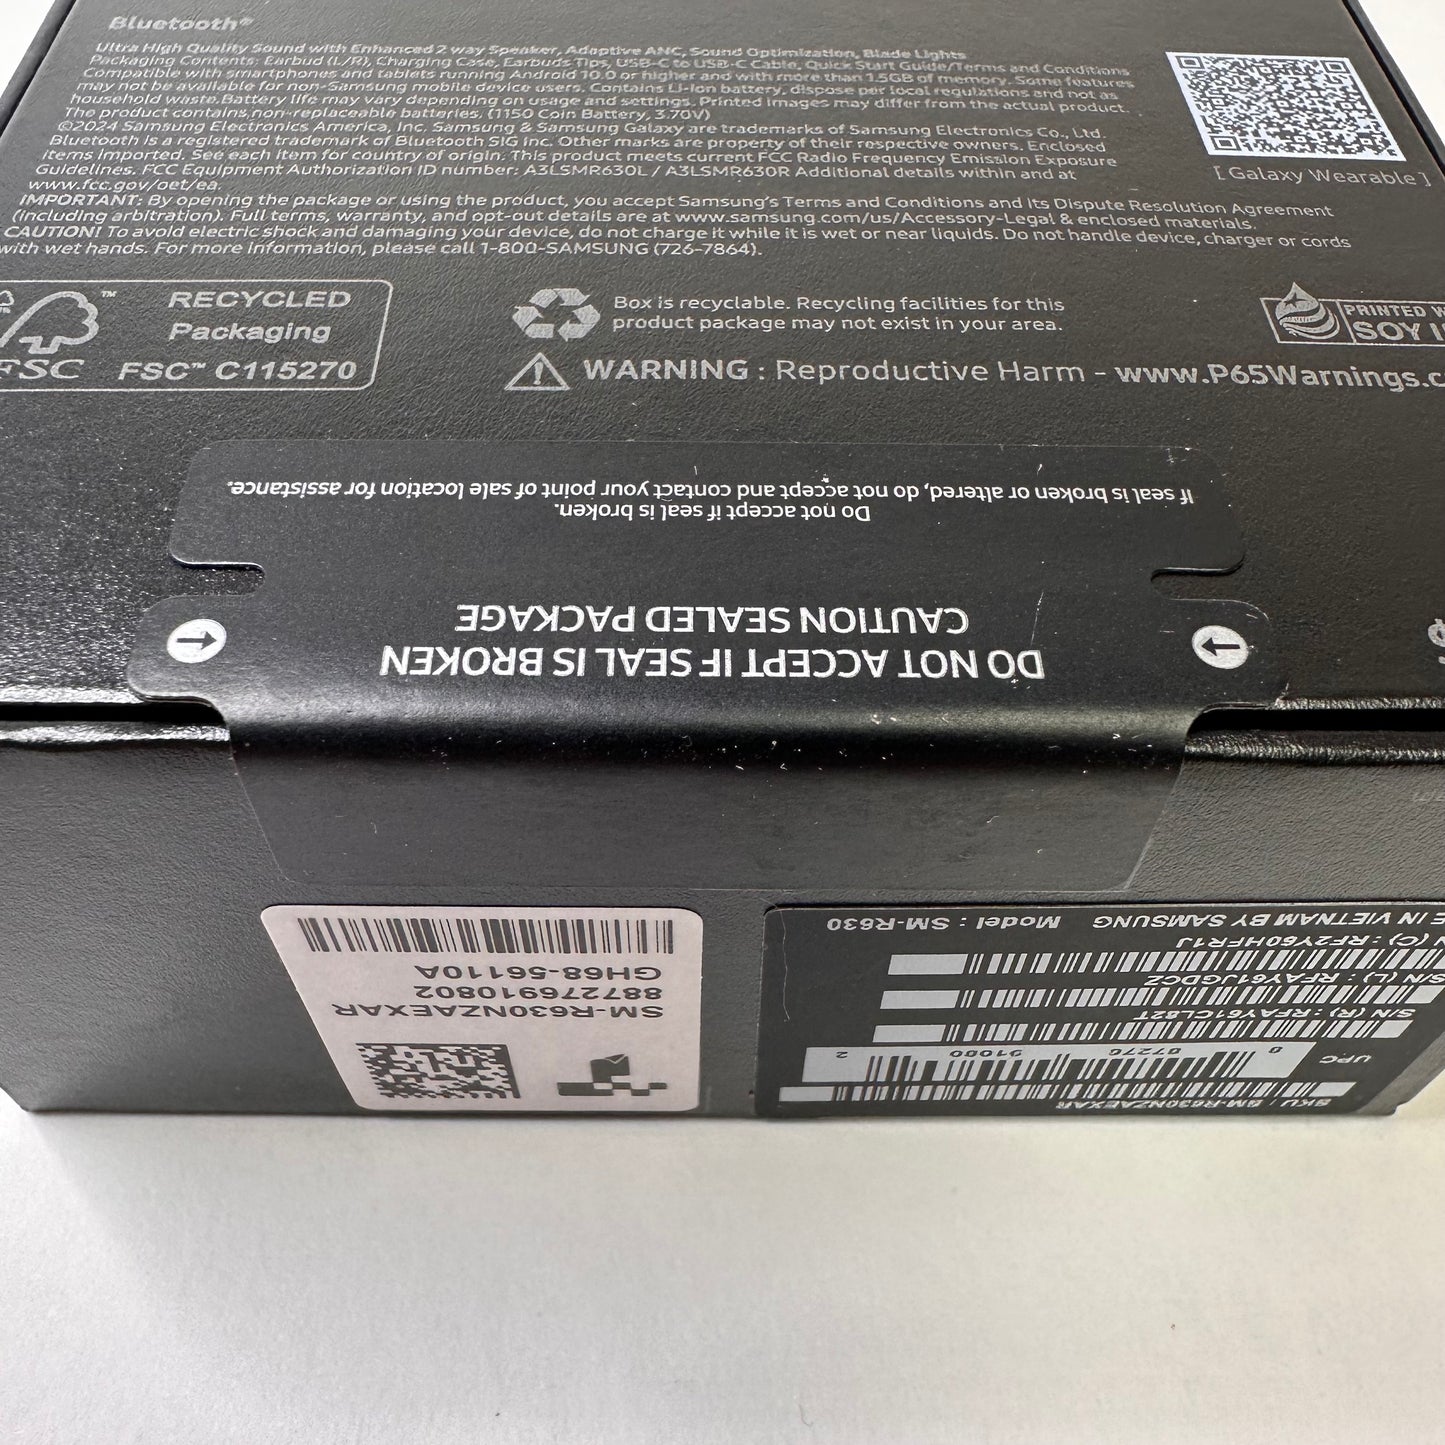 Bluetooth®
Ultra High Quality Sound with Enhanced 2 way Speaker, Adaptive ANC, Sound Optimization, Blade Lights
Packaging Contents: Earbud (L/R), Charging Case, Earbuds Tips, USB-C to USB-C Cable, Quick Start Guide/Terms and Conditions
Compatible with smartphones and tablets running Android 10.0 or higher and with more than 1.5GB of memory. Some features
may not be available for non-Samsung mobile device users. Contains Li-Ion battery, dispose per local regulations and not as
household waste. Battery life may vary depending on usage and settings. Printed images may differ from the actual product.
The product contains non-replaceable batteries. (1150 Coin Battery, 3.70V)
©2024 Samsung Electronics America, Inc. Samsung & Samsung Galaxy are trademarks of Samsung Electronics Co., Ltd.
Bluetooth is a registered trademark of Bluetooth SIG Inc. Other marks are property of their respective owners. Enclosed
items imported. See each item for country of origin. This product meets current FCC Radio Frequency Emission Exposure
Guidelines. FCC Equipment Authorization ID number: A3LSMR630L / A3LSMR630R Additional details within and at
www.fcc.gov/oet/ea.
IMPORTANT: By opening the package or using the product, you accept Samsung's Terms and Conditions and its Dispute Resolution Agreement
(including arbitration). Full terms, warranty, and opt-out details are at www.samsung.com/us/Accessory-Legal & enclosed materials.
CAUTION! To avoid electric shock and damaging your device, do not charge it while it is wet or near liquids. Do not handle device, charger or cords
with wet hands. For more information, please call 1-800-SAMSUNG (726-7864).
[ Galaxy Wearable ]
FSC
RECYCLED
Packaging
FSC™ C115270
Box is recyclable. Recycling facilities for this
product package may not exist in your area.
WARNING : Reproductive Harm - www.P65Warnings.c
PRINTED W
SOY I
DO NOT ACCEPT IF SEAL IS BROKEN
CAUTION SEALED PACKAGE
Do not accept if seal is broken.
If seal is broken or altered, do not accept and contact your point of sale location for assistance.
SM-R630NZAEXAR
887276910802
GH68-56110A
SKU : SM-R630NZAEXAR
UPC
8 87276 91080 2
S/N (R) : RFAY61CL82T
S/N (L) : RFAY61JGDCZ
N (C) : RF2Y60HFR1J
E IN VIETNAM BY SAMSUNG Model : SM-R630